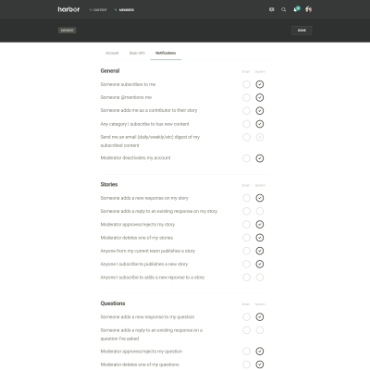 harbor
MEMBER
Account
Basic Info
Notifications
General
Someone subscribes to me
Someone @mentions me
Someone adds me as a contributor to their story
Any category I subscribe to has new content
Send me an email (daily/weekly/etc) digest of my
subscribed content
Moderator deactivates my account
Stories
Someone adds a new response on my story
Someone adds a reply to an existing response on my story
Moderator approves/rejects my story
Moderator deletes one of my stories
Anyone from my current team publishes a story
Anyone I subscribe to publishes a new story
Anyone I subscribe to adds a new response to a story
Questions
Someone adds a new response to my question
Someone adds a reply to an existing response on a
question I've asked
Moderator approves/rejects my question
Moderator deletes one of my questions